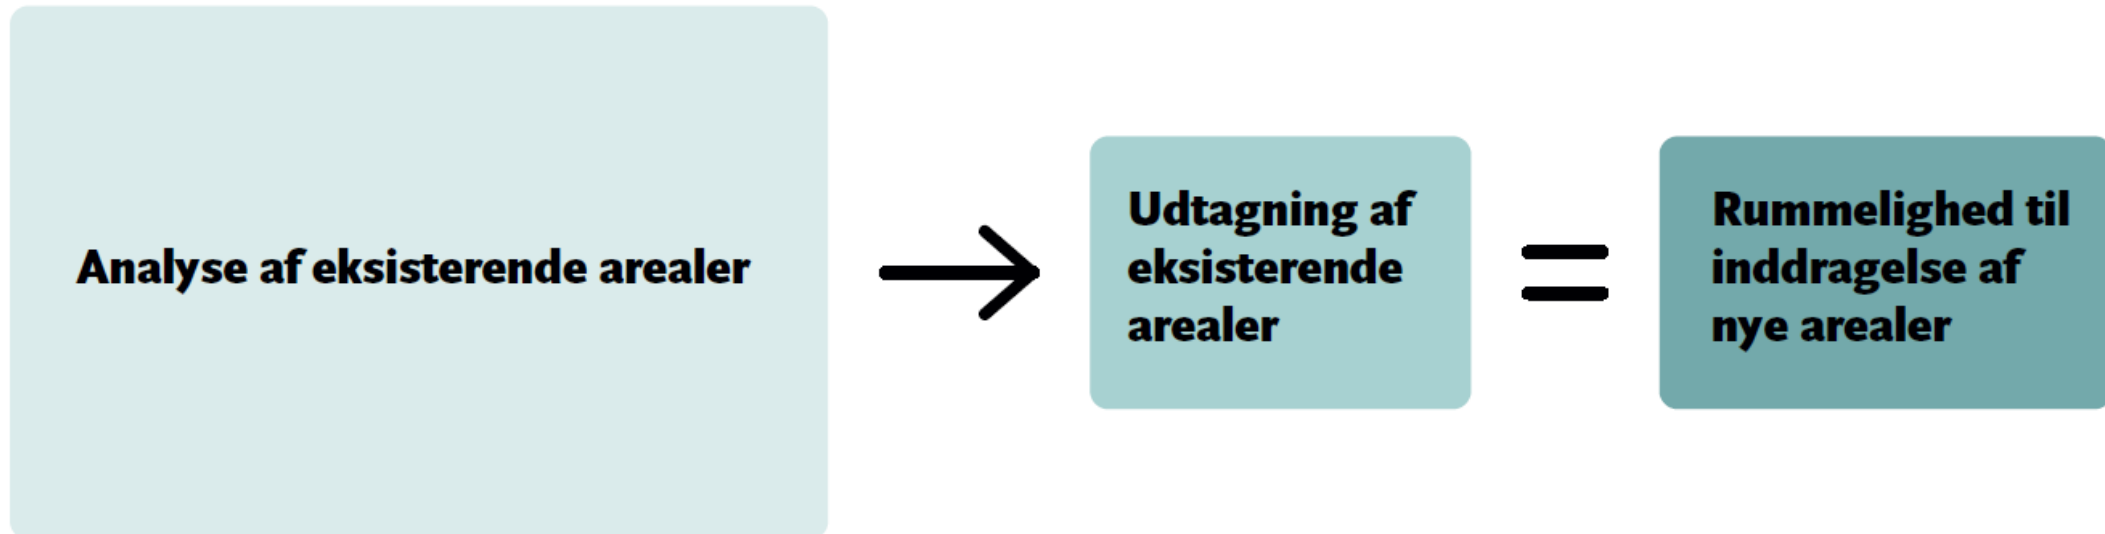 Analyse af eksisterende arealer
Udtagning af
eksisterende
arealer
Rummelighed til
inddragelse af
nye arealer